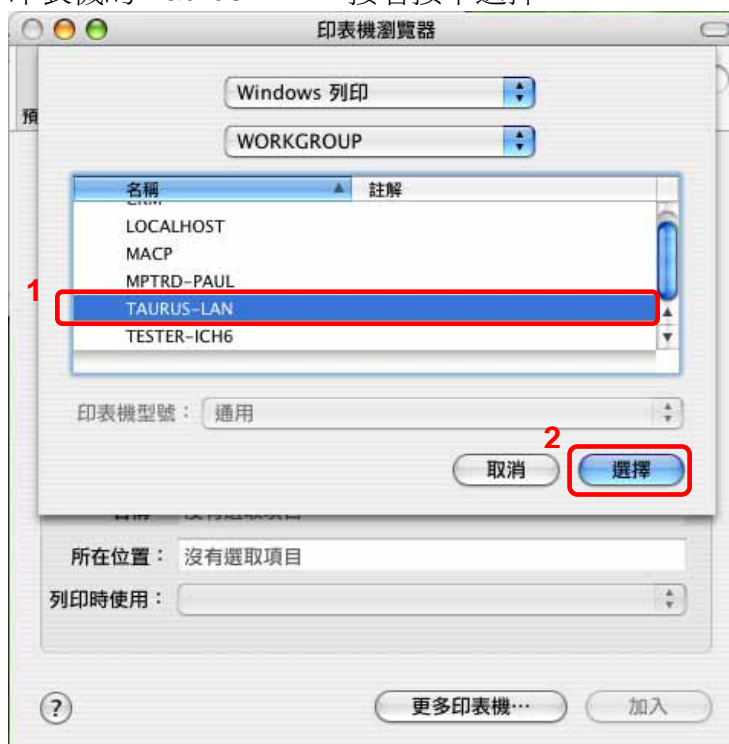 印表機瀏覽器
Windows 列印
預
WORKGROUP
名稱 註解
LOCALHOST
MACP
MPTRD-PAUL
1
TAURUS-LAN
TESTER-ICH6
印表機型號： 通用
2
取消 選擇
所在位置： 沒有選取項目
列印時使用：
? 更多印表機… 加入